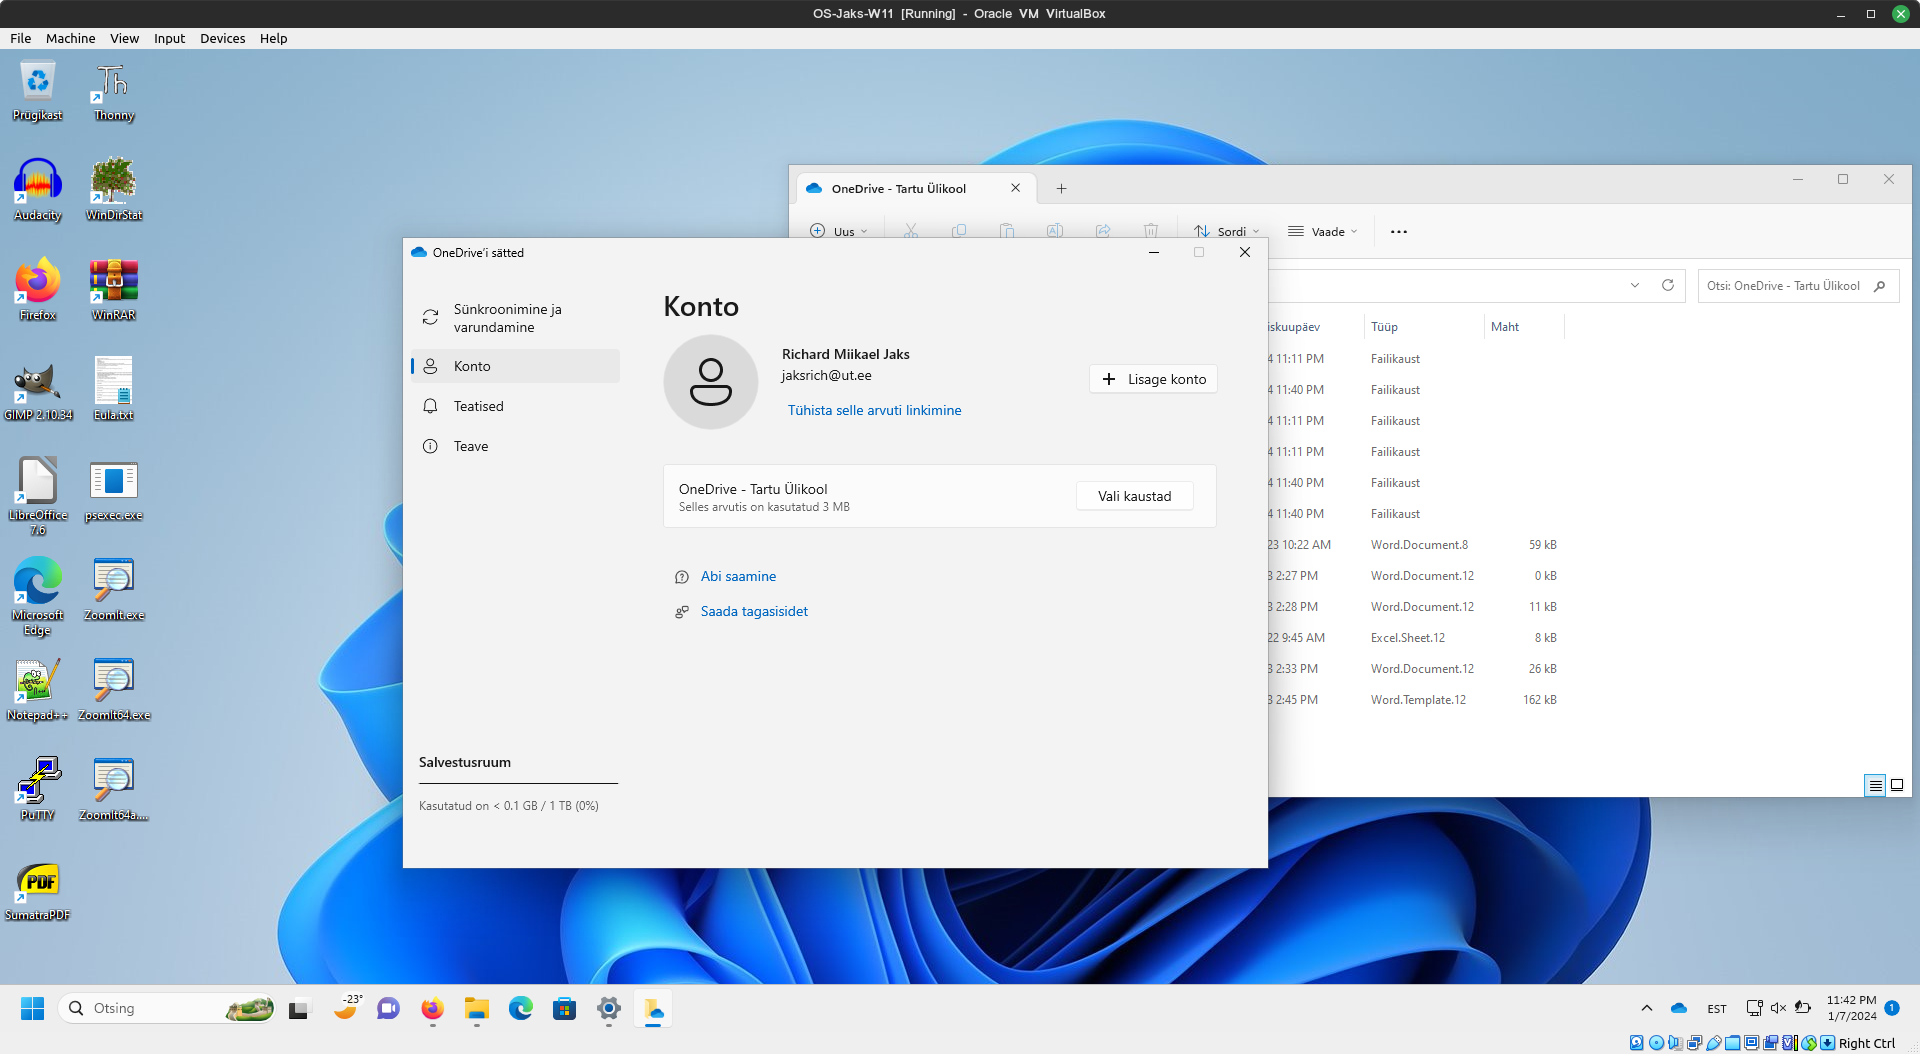 OS-Jaks-W11 [Running] - Oracle VM VirtualBox
File Machine View Input Devices Help
Prügikast
Thonny
Audacity
WinDirStat
Firefox
WinRAR
GIMP 2.10.34
Eula.txt
LibreOffice
7.6
psexec.exe
Microsoft
Edge
ZoomIt.exe
Notepad++
ZoomIt64.exe
PuTTY
ZoomIt64a....
PDF
SumatraPDF
OneDrive - Tartu Ülikool
Uus
Sordi
Vaade
Otsi: OneDrive - Tartu Ülikool
iskuupäev Tüüp Maht
4 11:11 PM Failikaust
4 11:40 PM Failikaust
4 11:11 PM Failikaust
4 11:11 PM Failikaust
4 11:40 PM Failikaust
4 11:40 PM Failikaust
23 10:22 AM Word.Document.8 59 kB
3 2:27 PM Word.Document.12 0 kB
3 2:28 PM Word.Document.12 11 kB
22 9:45 AM Excel.Sheet.12 8 kB
3 2:33 PM Word.Document.12 26 kB
3 2:45 PM Word.Template.12 162 kB
OneDrive'i sätted
Sünkroonimine ja
varundamine
Konto
Teatised
Teave
Konto
Richard Miikael Jaks
jaksrich@ut.ee
Tühista selle arvuti linkimine
Lisage konto
OneDrive - Tartu Ülikool
Selles arvutis on kasutatud 3 MB
Vali kaustad
Abi saamine
Saada tagasisidet
Salvestusruum
Kasutatud on < 0.1 GB / 1 TB (0%)
Otsing
-23°
EST
11:42 PM
1/7/2024
1
Right Ctrl